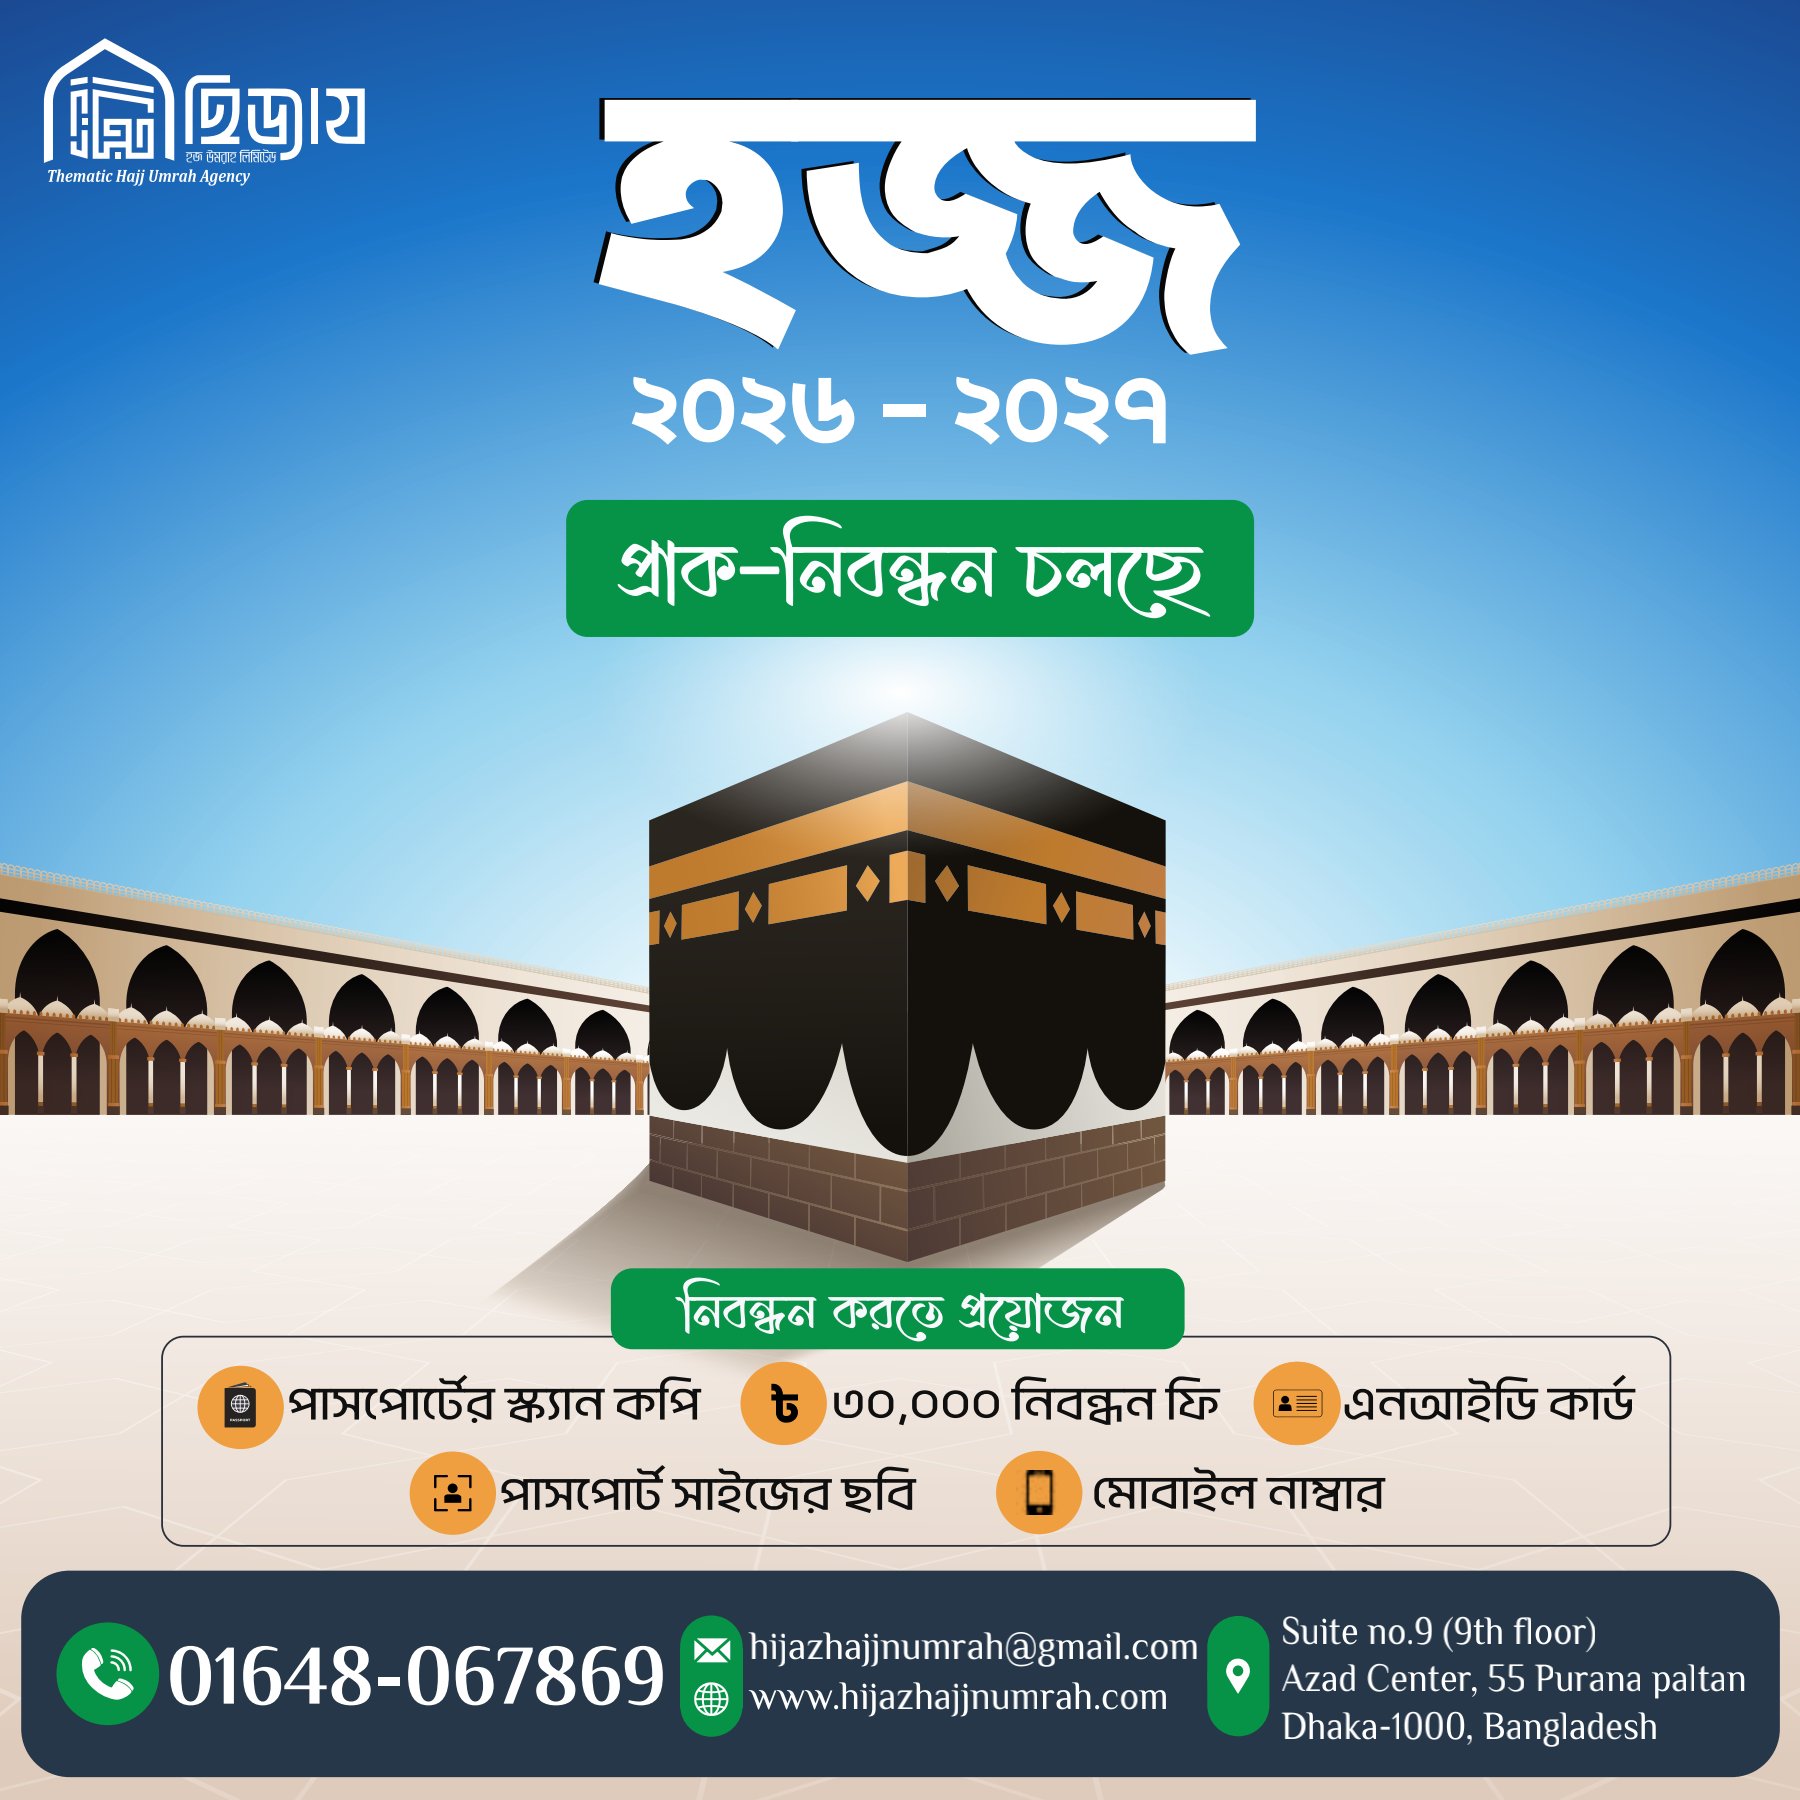 হিজায
হজ্জ উমরাহ লিমিটেড
Thematic Hajj Umrah Agency
হজ্জ
২০২৬ - ২০২৭
প্রাক-নিবন্ধন চলছে
নিবন্ধন করতে প্রয়োজন
পাসপোর্টের স্ক্যান কপি ৳ ৩০,০০০ নিবন্ধন ফি এনআইডি কার্ড
পাসপোর্ট সাইজের ছবি মোবাইল নাম্বার
01648-067869
hijazhajjnumrah@gmail.com
www.hijazhajjnumrah.com
Suite no.9 (9th floor)
Azad Center, 55 Purana paltan
Dhaka-1000, Bangladesh